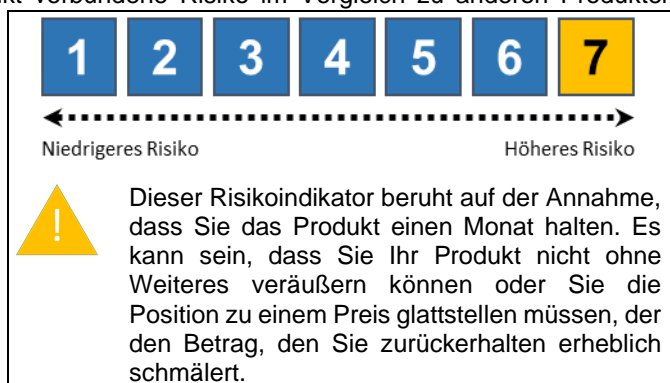 verbundene Risiko im Vergleich zu anderen
1 2 3 4 5 6 7
Niedrigeres Risiko Höheres Risiko
!
Dieser Risikoindikator beruht auf der Annahme,
dass Sie das Produkt einen Monat halten. Es
kann sein, dass Sie Ihr Produkt nicht ohne
Weiteres veräußern können oder Sie die
Position zu einem Preis glattstellen müssen, der
den Betrag, den Sie zurückerhalten erheblich
schmälert.